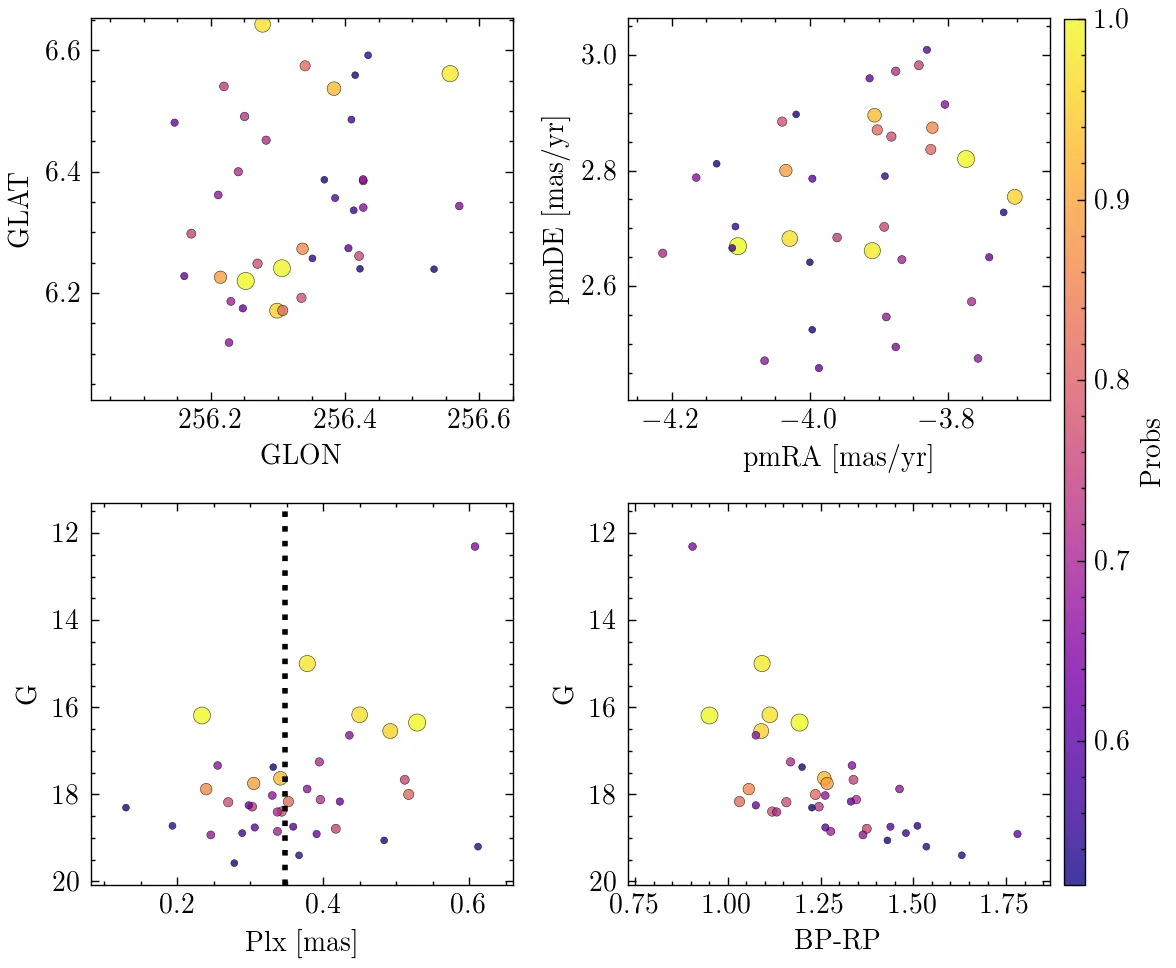 6.6
6.4
6.2
GLAT
256.2 256.4 256.6
GLON
3.0
2.8
2.6
pmDE [mas/yr]
−4.2 −4.0 −3.8
pmRA [mas/yr]
1.0
0.9
0.8
0.7
0.6
Probs
12
14
16
18
20
G
0.2 0.4 0.6
Plx [mas]
12
14
16
18
20
G
0.75 1.00 1.25 1.50 1.75
BP-RP